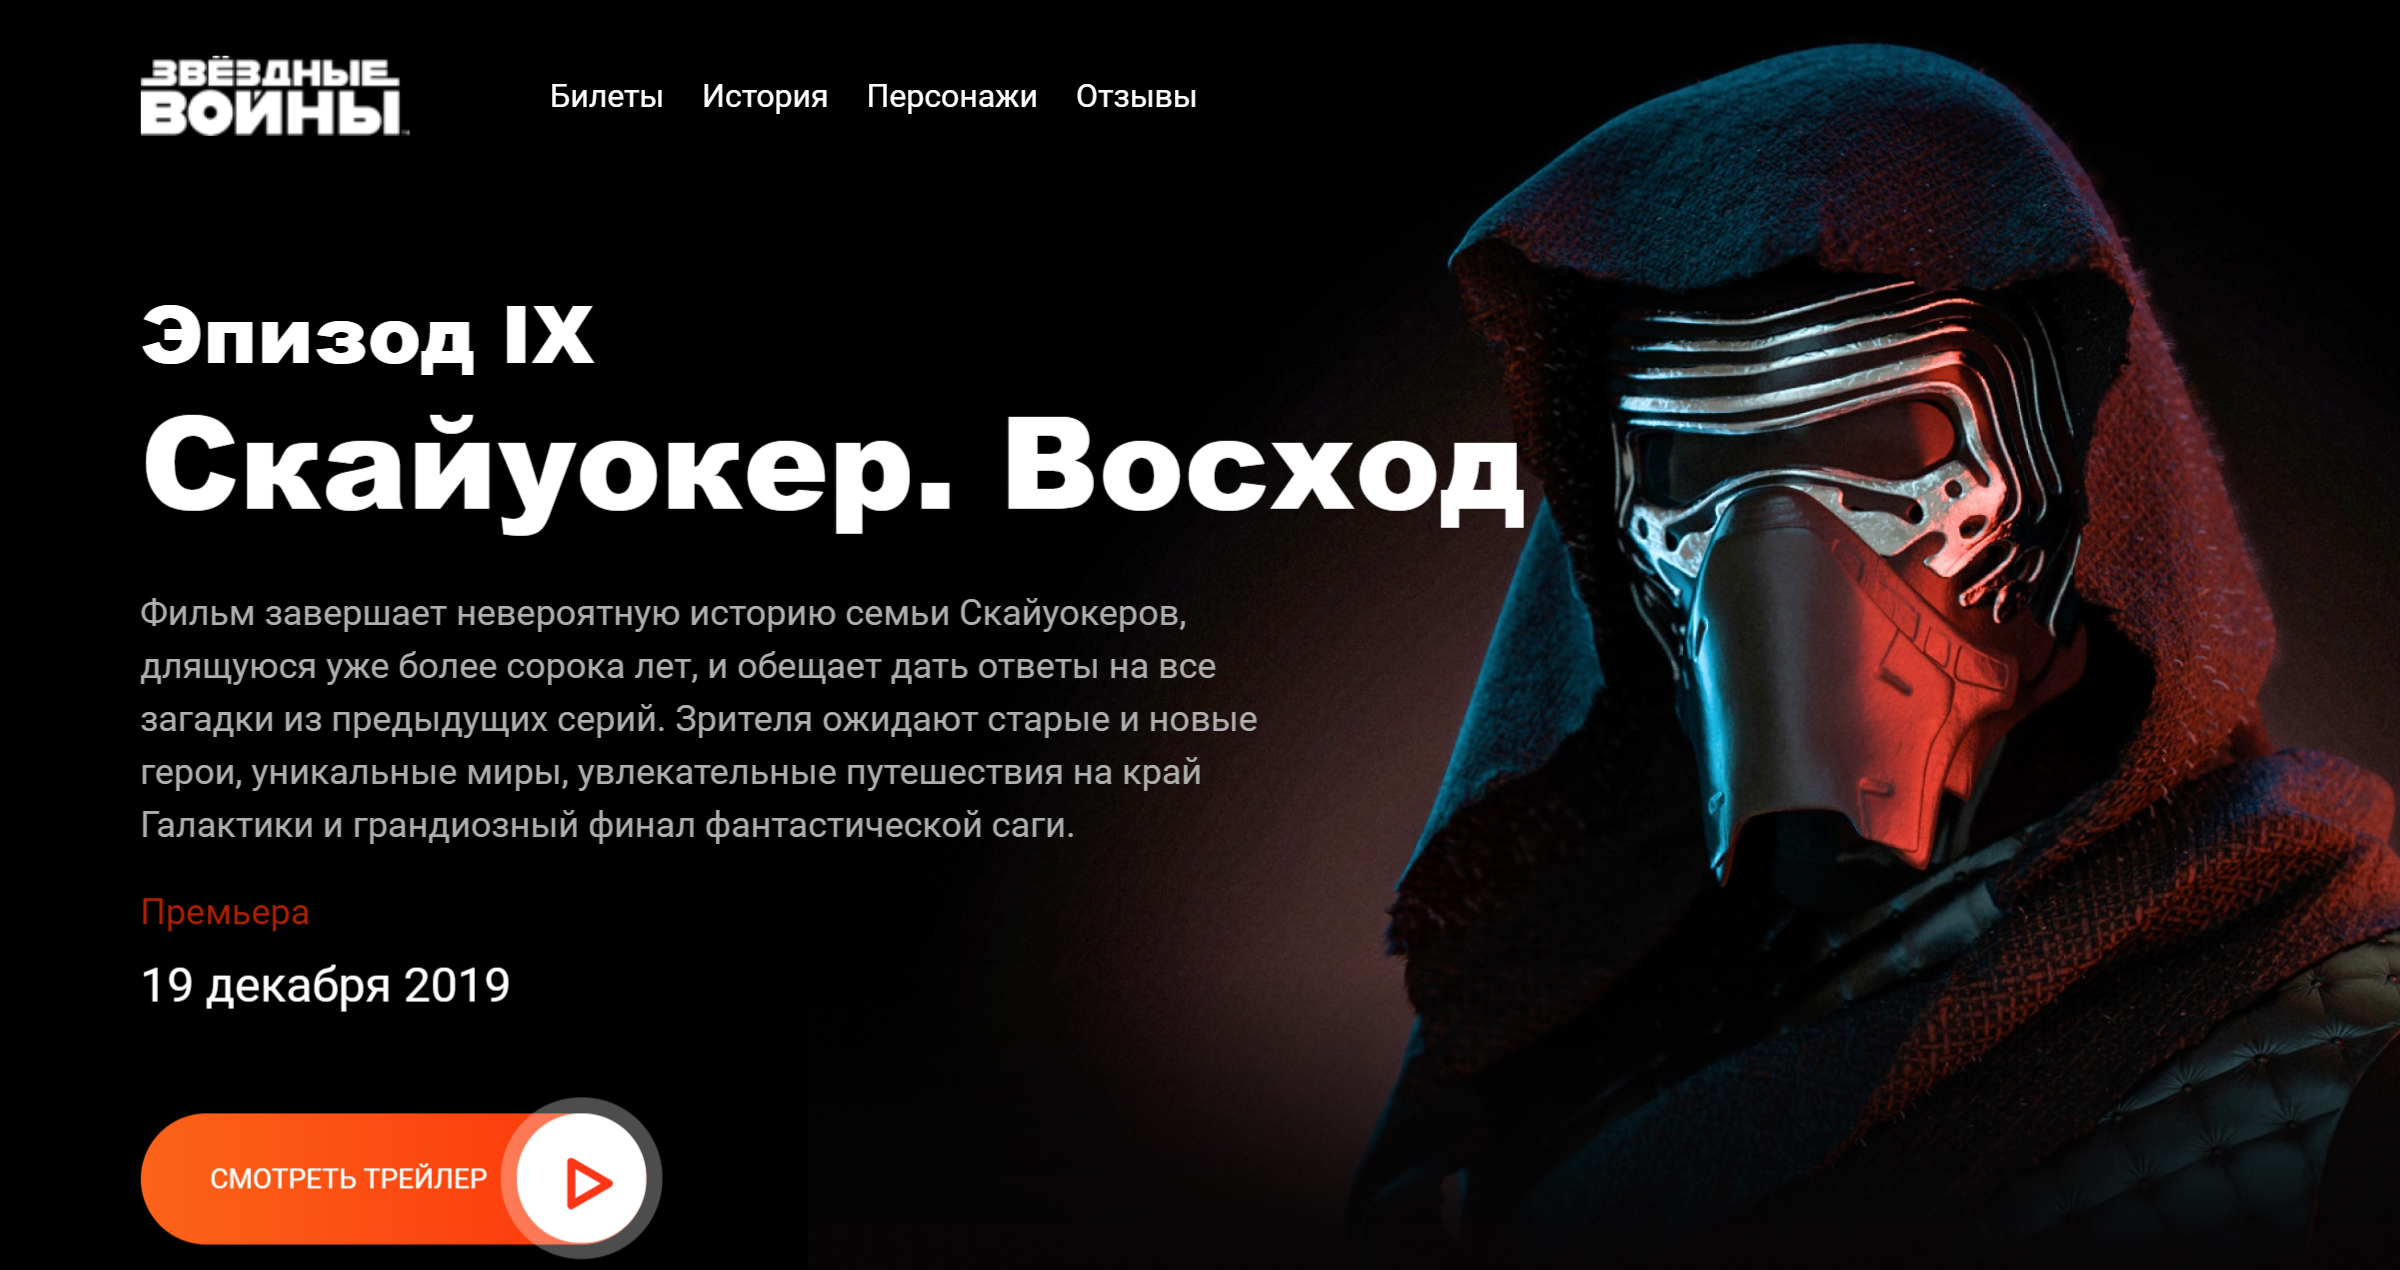 ЗВЁЗДНЫЕ
ВОЙНЫ
Билеты История Персонажи Отзывы
Эпизод IX
Скайуокер. Восход
Фильм завершает невероятную историю семьи Скайуокеров,
длящуюся уже более сорока лет, и обещает дать ответы на все
загадки из предыдущих серий. Зрителя ожидают старые и новые
герои, уникальные миры, увлекательные путешествия на край
Галактики и грандиозный финал фантастической саги.
Премьера
19 декабря 2019
СМОТРЕТЬ ТРЕЙЛЕР